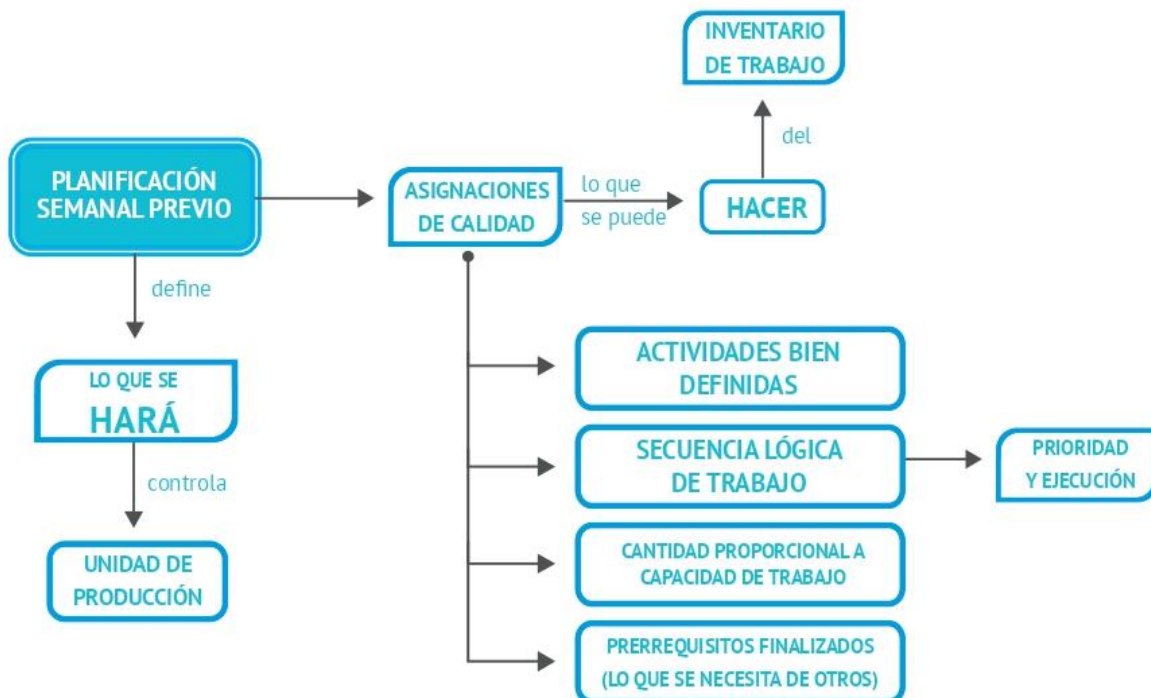 INVENTARIO
DE TRABAJO
del
PLANIFICACIÓN
SEMANAL PREVIO
ASIGNACIONES
DE CALIDAD
lo que
se puede
HACER
define
LO QUE SE
HARÁ
controla
UNIDAD DE
PRODUCCIÓN
ACTIVIDADES BIEN
DEFINIDAS
SECUENCIA LÓGICA
DE TRABAJO
PRIORIDAD
Y EJECUCIÓN
CANTIDAD PROPORCIONAL A
CAPACIDAD DE TRABAJO
PRERREQUISITOS FINALIZADOS
(LO QUE SE NECESITA DE OTROS)